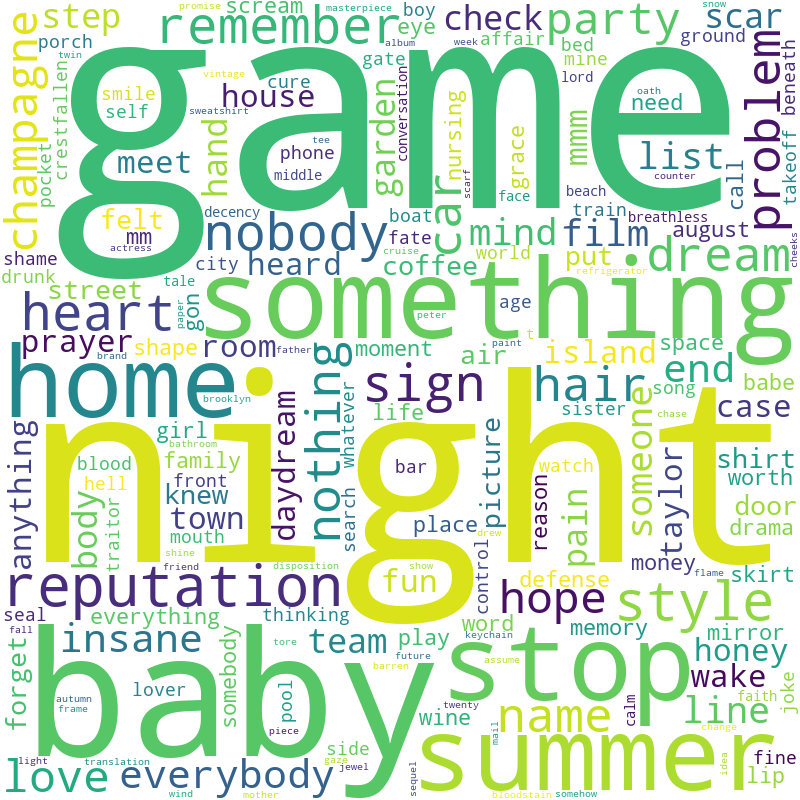 promise
masterpiece
snow
scream
boy
step
remember
party
scar
porch
check
eye
affair
ground
twin
album
week
game
gate
bed
mine
lord
beneath
vintage
cure
champagne
crestfallen
pocket
smile
self
sweatshirt
house
hand
garden
conversation
nursing
grace
oath
need
tee
mmm
problem
takeoff
phone
middle
meet
car
list
scarf
face
counter
call
beach
felt
mm
actress
decency
nobody
boat
fate
mind
train
film
breathless
august
cheeks
shame
drunk
city
heard
cruise
coffee
world
put
refrigerator
dream
street
tale
something
age
heart
gon
paper
peter
prayer
shape
room
father
moment
air
paint
t
island
space
end
song
babe
brand
home
brooklyn
nothing
sign
hair
sister
chase
case
anything
night
girl
bathroom
daydream
whatever
life
picture
someone
taylor
shirt
worth
blood
hell
family
front
knew
body
traitor
town
search
bar
watch
reason
pain
door
drama
mouth
place
drew
shine
friend
disposition
fun
show
control
defense
money
flame
skirt
reputation
seal
everything
thinking
hope
style
fall
insane
somebody
tore
future
team
play
word
keychain
memory
mirror
forget
barren
assume
stop
honey
wake
faith
joke
autumn
frame
lover
baby
pool
piece
wine
twenty
calm
name
line
change
light
translation
side
gaze
mail
summer
idea
fine
love
everybody
jewel
lip
wind
mother
sequel
bloodstain
somehow